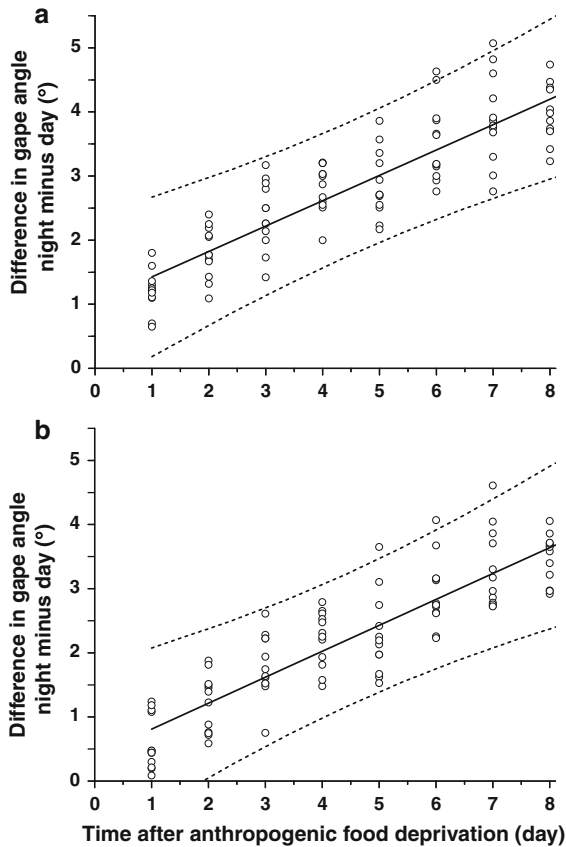 a
Difference in gape angle
night minus day (°)
5
4
3
2
1
0
0 1 2 3 4 5 6 7 8
b
Difference in gape angle
night minus day (°)
5
4
3
2
1
0
0 1 2 3 4 5 6 7 8
Time after anthropogenic food deprivation (day)